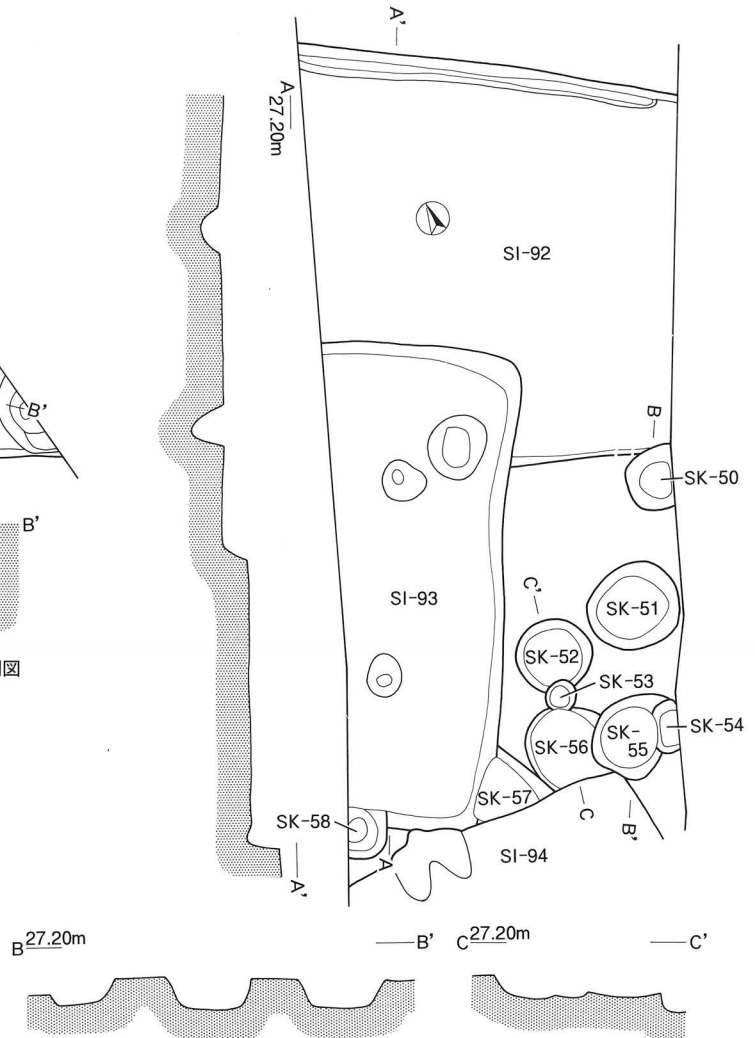 A'
A
27.20m
SI-92
B'
B
SK-50
B'
SI-93
C'
SK-51
SK-52
図
SK-53
SK-54
SK-56
SK-
55
SK-57
SK-58
C
B'
A
SI-94
A'
B 27.20m
B'
C 27.20m
C'